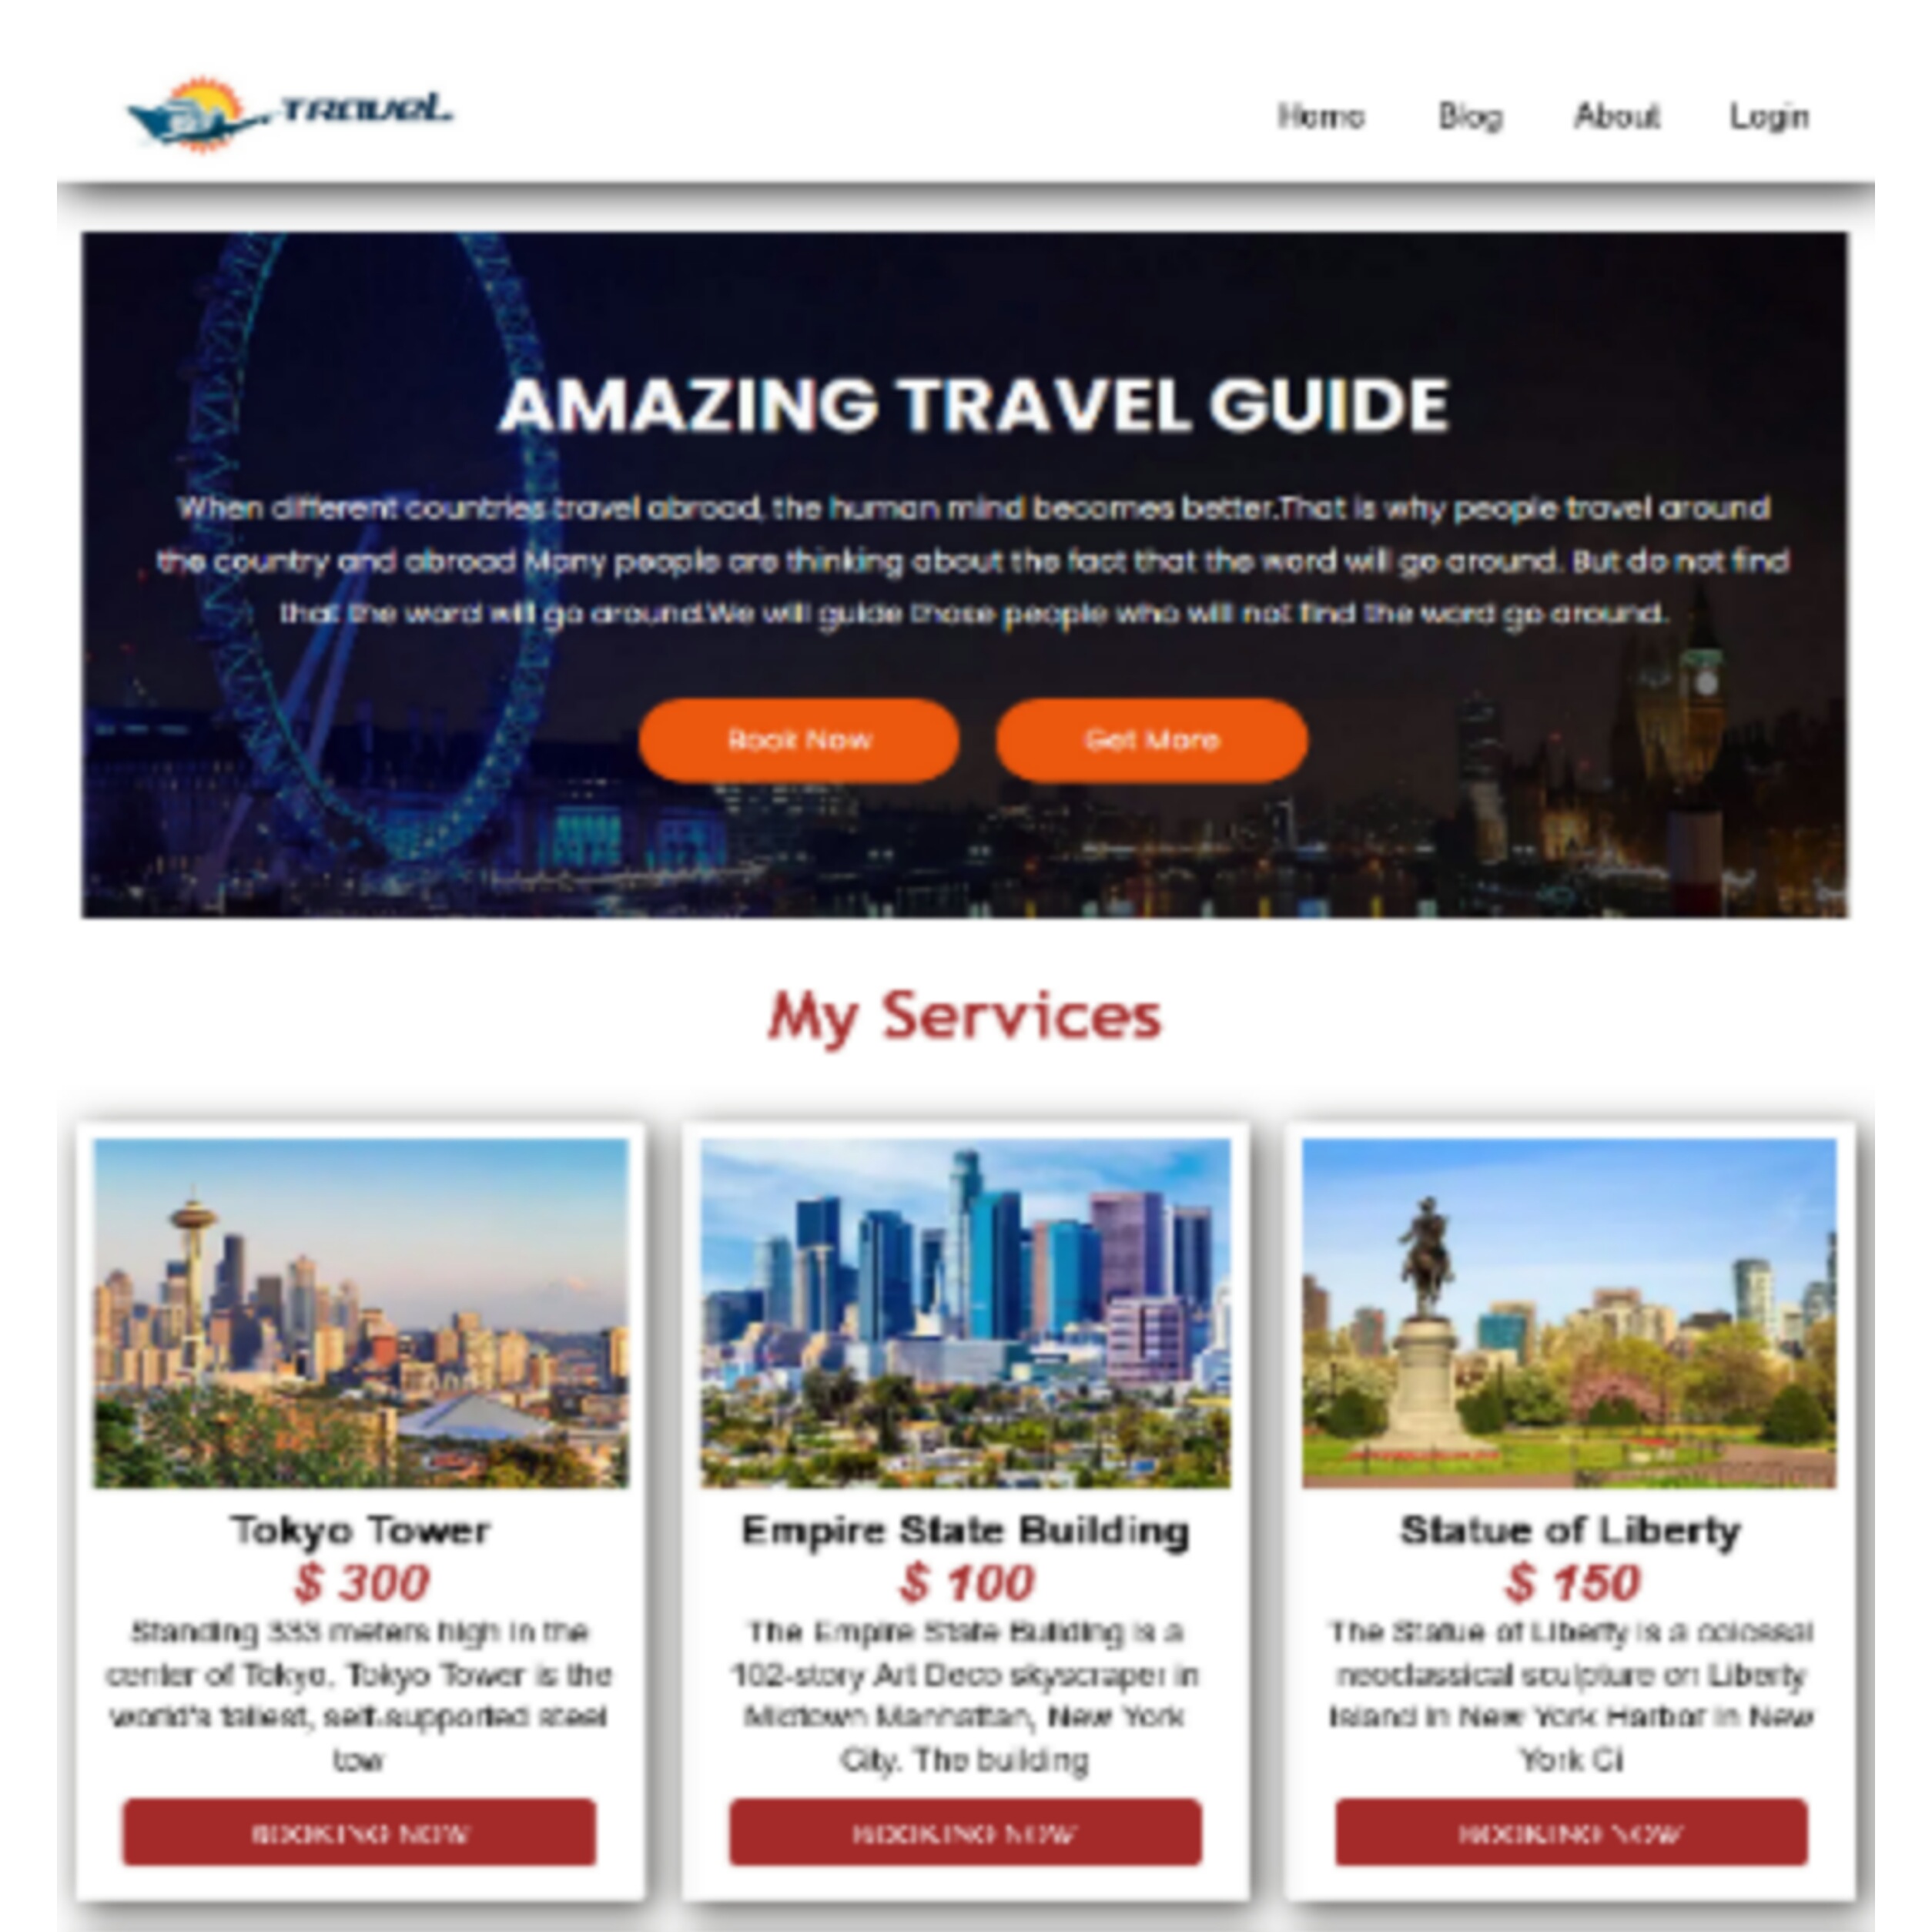 TRAVEL
Home Blog About Login
AMAZING TRAVEL GUIDE
When different countries travel abroad, the human mind becomes better.That is why people travel around
the country and abroad Many people are thinking about the fact that the word will go around. But do not find
that the word will go around.We will guide those people who will not find the word go around.
Book Now Get More
My Services
Tokyo Tower
$ 300
Standing 333 meters high in the
center of Tokyo, Tokyo Tower is the
world's tallest, self-supported steel
tow
BOOKING NOW
Empire State Building
$ 100
The Empire State Building is a
102-story Art Deco skyscraper in
Midtown Manhattan, New York
City. The building
BOOKING NOW
Statue of Liberty
$ 150
The Statue of Liberty is a colossal
neoclassical sculpture on Liberty
Island in New York Harbor in New
York Ci
BOOKING NOW